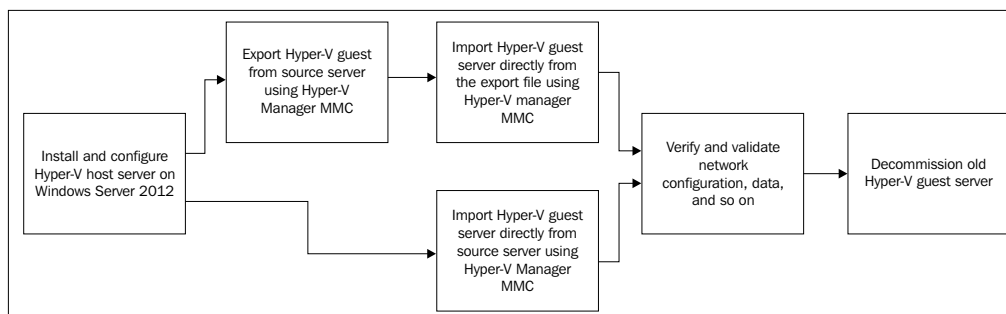 Install and configure
Hyper-V host server on
Windows Server 2012
Export Hyper-V guest
from source server
using Hyper-V
Manager MMC
Import Hyper-V guest
server directly from
the export file using
Hyper-V manager
MMC
Import Hyper-V guest
server directly from
source server using
Hyper-V Manager
MMC
Verify and validate
network
configuration, data,
and so on
Decommission old
Hyper-V guest server